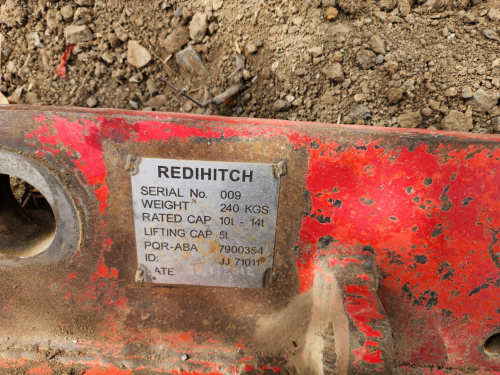 REDIHITCH
SERIAL No. 009
WEIGHT 240 KGS
RATED CAP 10t - 14t
LIFTING CAP 5t
PQR-ABA 7900354
ID: JJ 71011
DATE